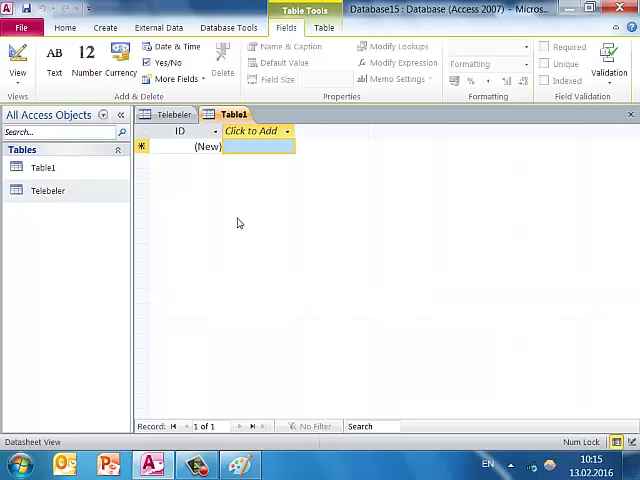 Table Tools
Database15 : Database (Access 2007) - Micros...
File
Home
Create
External Data
Database Tools
Fields
Table
View
Views
AB
Text
12
Number
Currency
Date & Time
Yes/No
More Fields
Delete
Add & Delete
Name & Caption
Default Value
Field Size
Modify Lookups
Modify Expression
ab Memo Settings
Properties
Formatting
%
Formatting
Required
Unique
Indexed
Validation
Field Validation
All Access Objects
Search...
Tables
Table1
Telebeler
Telebeler
Table1
ID
Click to Add
(New)
Record:
1 of 1
No Filter
Search
Datasheet View
Num Lock
EN
10:15
13.02.2016